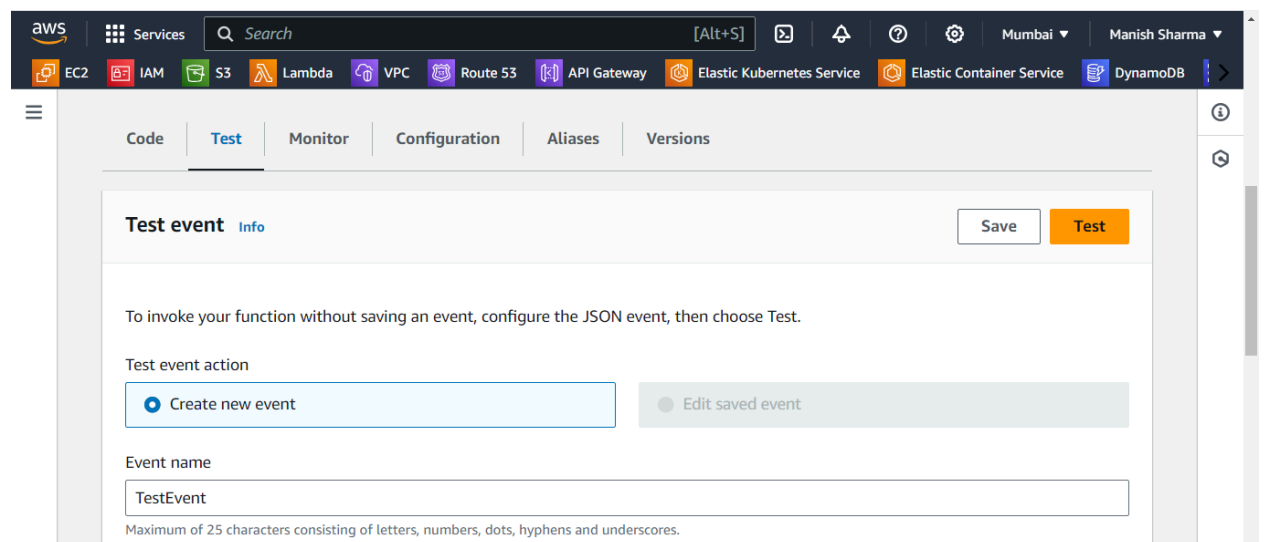 aws Services Search [Alt+S] Mumbai ▼ Manish Sharma ▼
EC2 IAM S3 Lambda VPC Route 53 API Gateway Elastic Kubernetes Service Elastic Container Service DynamoDB
Code Test Monitor Configuration Aliases Versions
Test event Info Save Test
To invoke your function without saving an event, configure the JSON event, then choose Test.
Test event action
Create new event Edit saved event
Event name
TestEvent
Maximum of 25 characters consisting of letters, numbers, dots, hyphens and underscores.